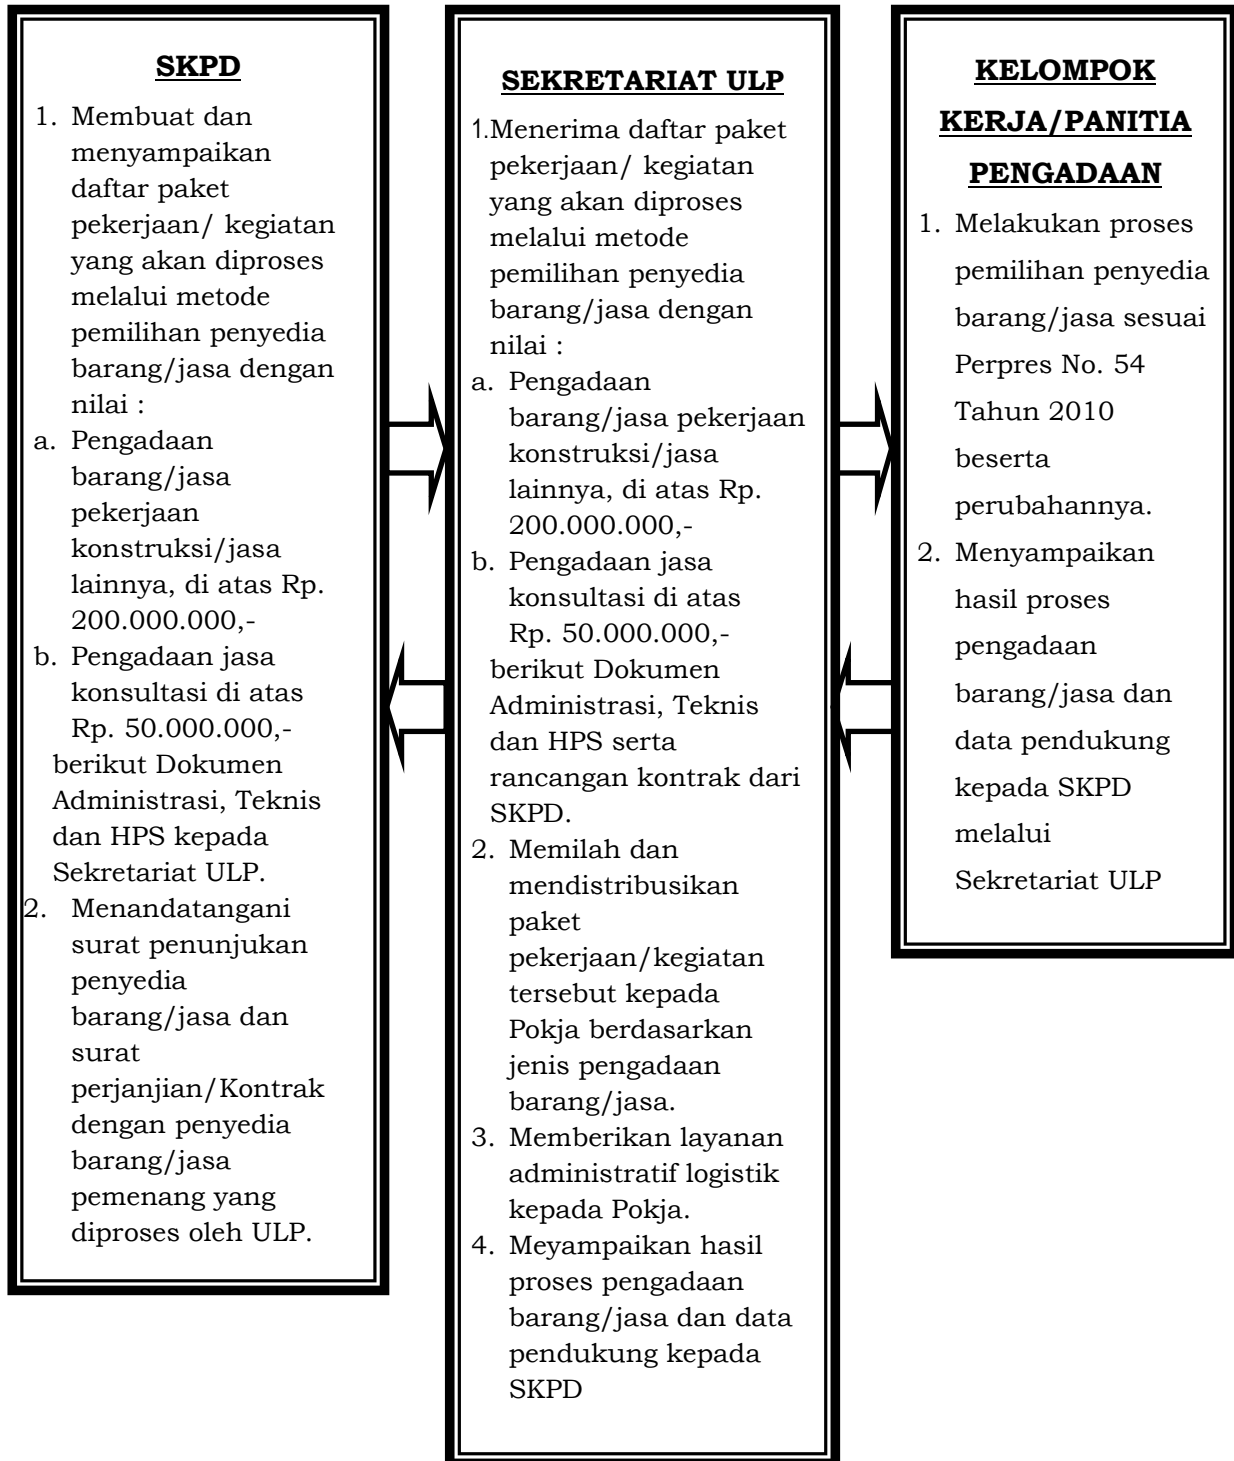 SKPD
1. Membuat dan
menyampaikan
daftar paket
pekerjaan/ kegiatan
yang akan diproses
melalui metode
pemilihan penyedia
barang/jasa dengan
nilai :
a. Pengadaan
barang/jasa
pekerjaan
konstruksi/jasa
lainnya, di atas Rp.
200.000.000,-
b. Pengadaan jasa
konsultasi di atas
Rp. 50.000.000,-
berikut Dokumen
Administrasi, Teknis
dan HPS kepada
Sekretariat ULP.
2. Menandatangani
surat penunjukan
penyedia
barang/jasa dan
surat
perjanjian/Kontrak
dengan penyedia
barang/jasa
pemenang yang
diproses oleh ULP.
SEKRETARIAT ULP
1.Menerima daftar paket
pekerjaan/ kegiatan
yang akan diproses
melalui metode
pemilihan penyedia
barang/jasa dengan
nilai :
a. Pengadaan
barang/jasa pekerjaan
konstruksi/jasa
lainnya, di atas Rp.
200.000.000,-
b. Pengadaan jasa
konsultasi di atas
Rp. 50.000.000,-
berikut Dokumen
Administrasi, Teknis
dan HPS serta
rancangan kontrak dari
SKPD.
2. Memilah dan
mendistribusikan
paket
pekerjaan/kegiatan
tersebut kepada
Pokja berdasarkan
jenis pengadaan
barang/jasa.
3. Memberikan layanan
administratif logistik
kepada Pokja.
4. Meyampaikan hasil
proses pengadaan
barang/jasa dan data
pendukung kepada
SKPD
KELOMPOK
KERJA/PANITIA
PENGADAAN
1. Melakukan proses
pemilihan penyedia
barang/jasa sesuai
Perpres No. 54
Tahun 2010
beserta
perubahannya.
2. Menyampaikan
hasil proses
pengadaan
barang/jasa dan
data pendukung
kepada SKPD
melalui
Sekretariat ULP